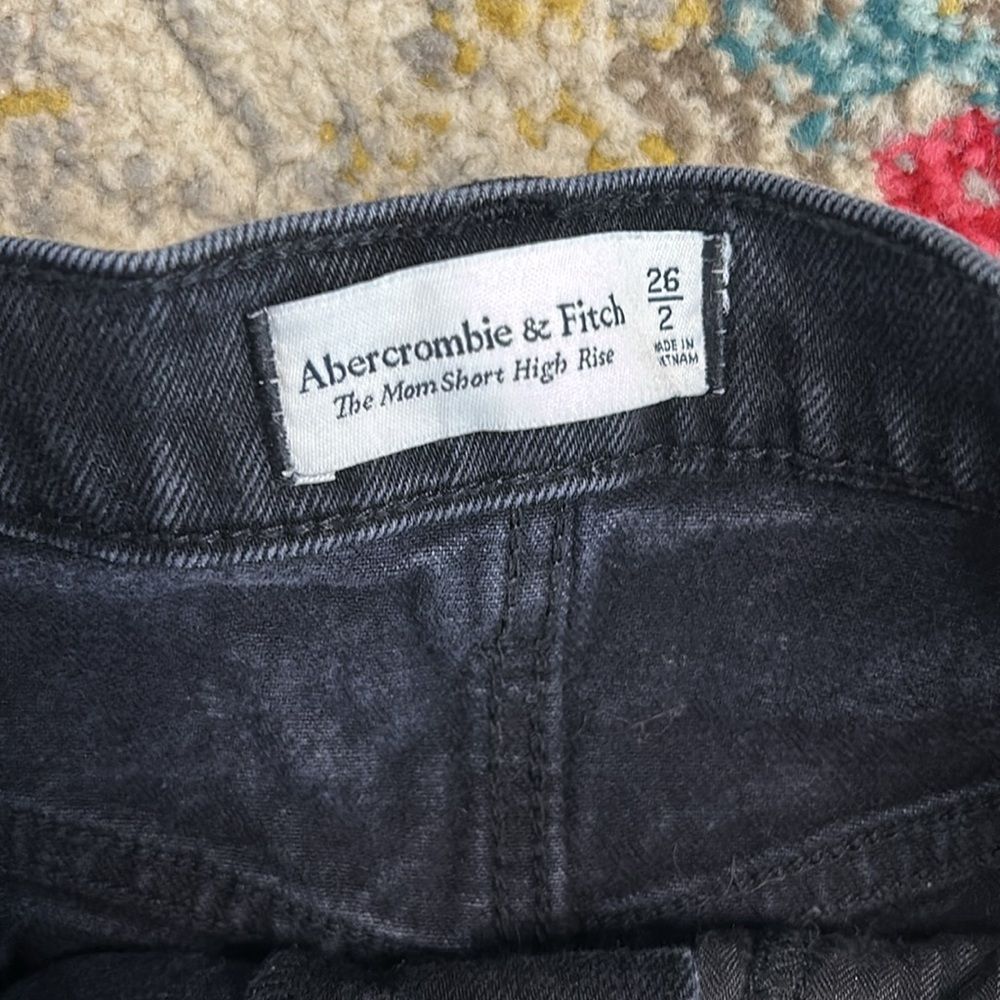 Abercrombie & Fitch
The Mom Short High Rise
26
2
MADE IN